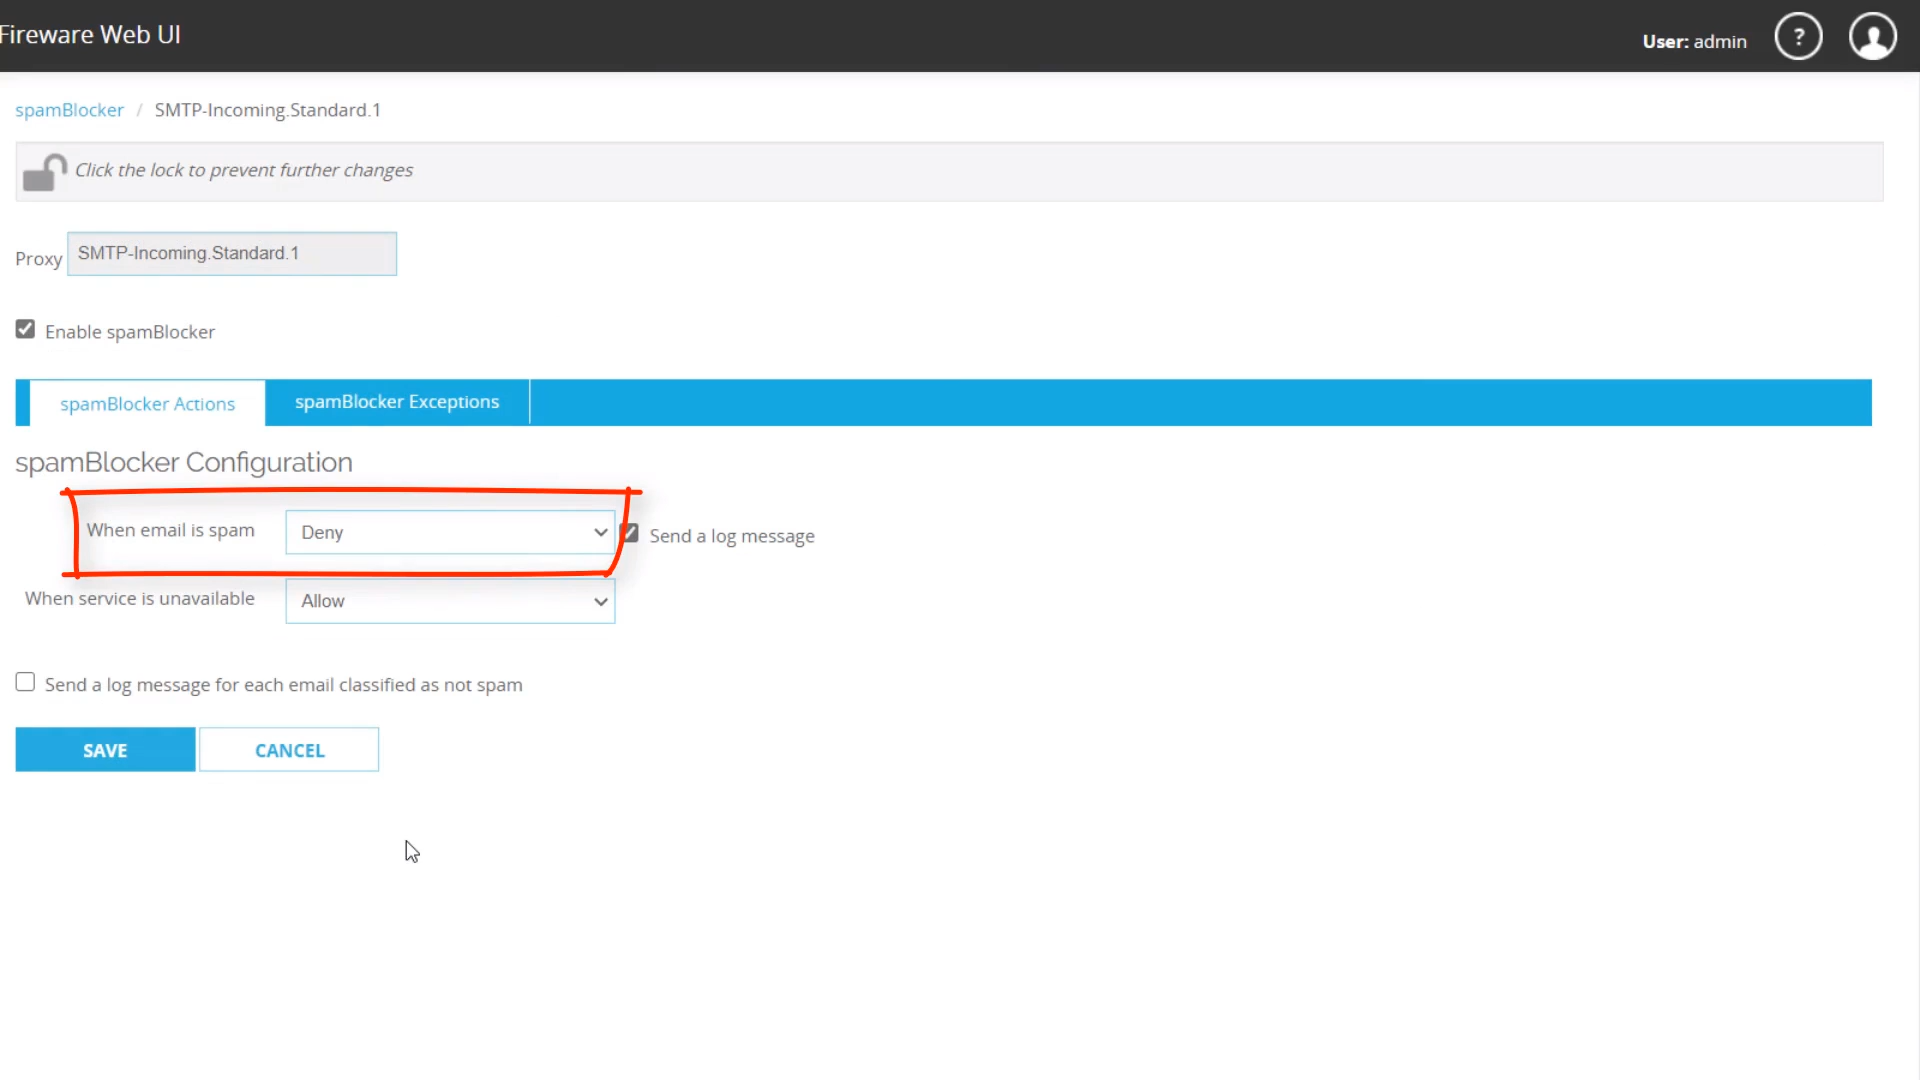 Fireware Web UI
User: admin
?
spamBlocker / SMTP-Incoming.Standard.1
Click the lock to prevent further changes
Proxy SMTP-Incoming.Standard.1
Enable spamBlocker
spamBlocker Actions spamBlocker Exceptions
spamBlocker Configuration
When email is spam Deny Send a log message
When service is unavailable Allow
Send a log message for each email classified as not spam
SAVE CANCEL